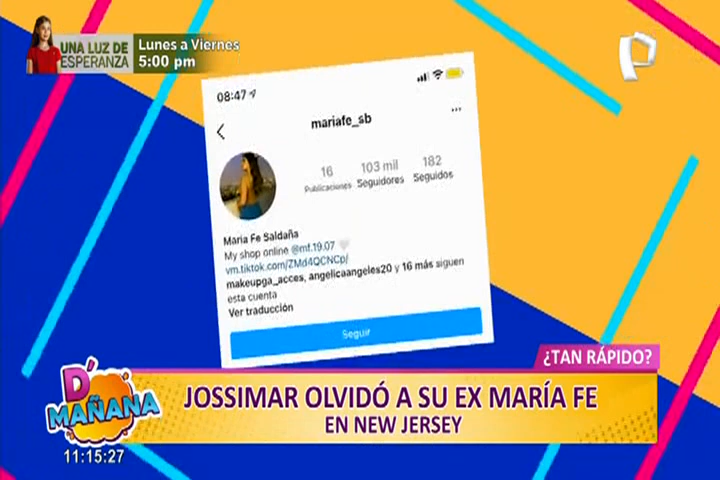 UNA LUZ DE
ESPERANZA
Lunes a Viernes
5:00 pm
P
08:47
mariafe_sb
16
Publicaciones
103 mil
Seguidores
182
Seguidos
Maria Fe Saldaña
My shop online @mf.19.07 🤍
vm.tiktok.com/ZMd4QCNCp/
makeupga_acces, angelicaangeles20 y 16 más siguen
esta cuenta
Ver traducción
Seguir
¿TAN RÁPIDO?
D' MAÑANA
JOSSIMAR OLVIDÓ A SU EX MARÍA FE
EN NEW JERSEY
11:15:27